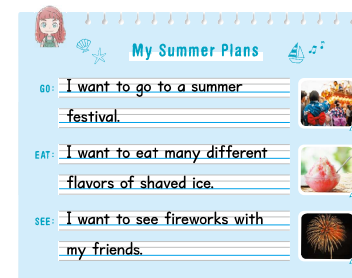 My Summer Plans
GO: I want to go to a summer
festival.
EAT: I want to eat many different
flavors of shaved ice.
SEE: I want to see fireworks with
my friends.